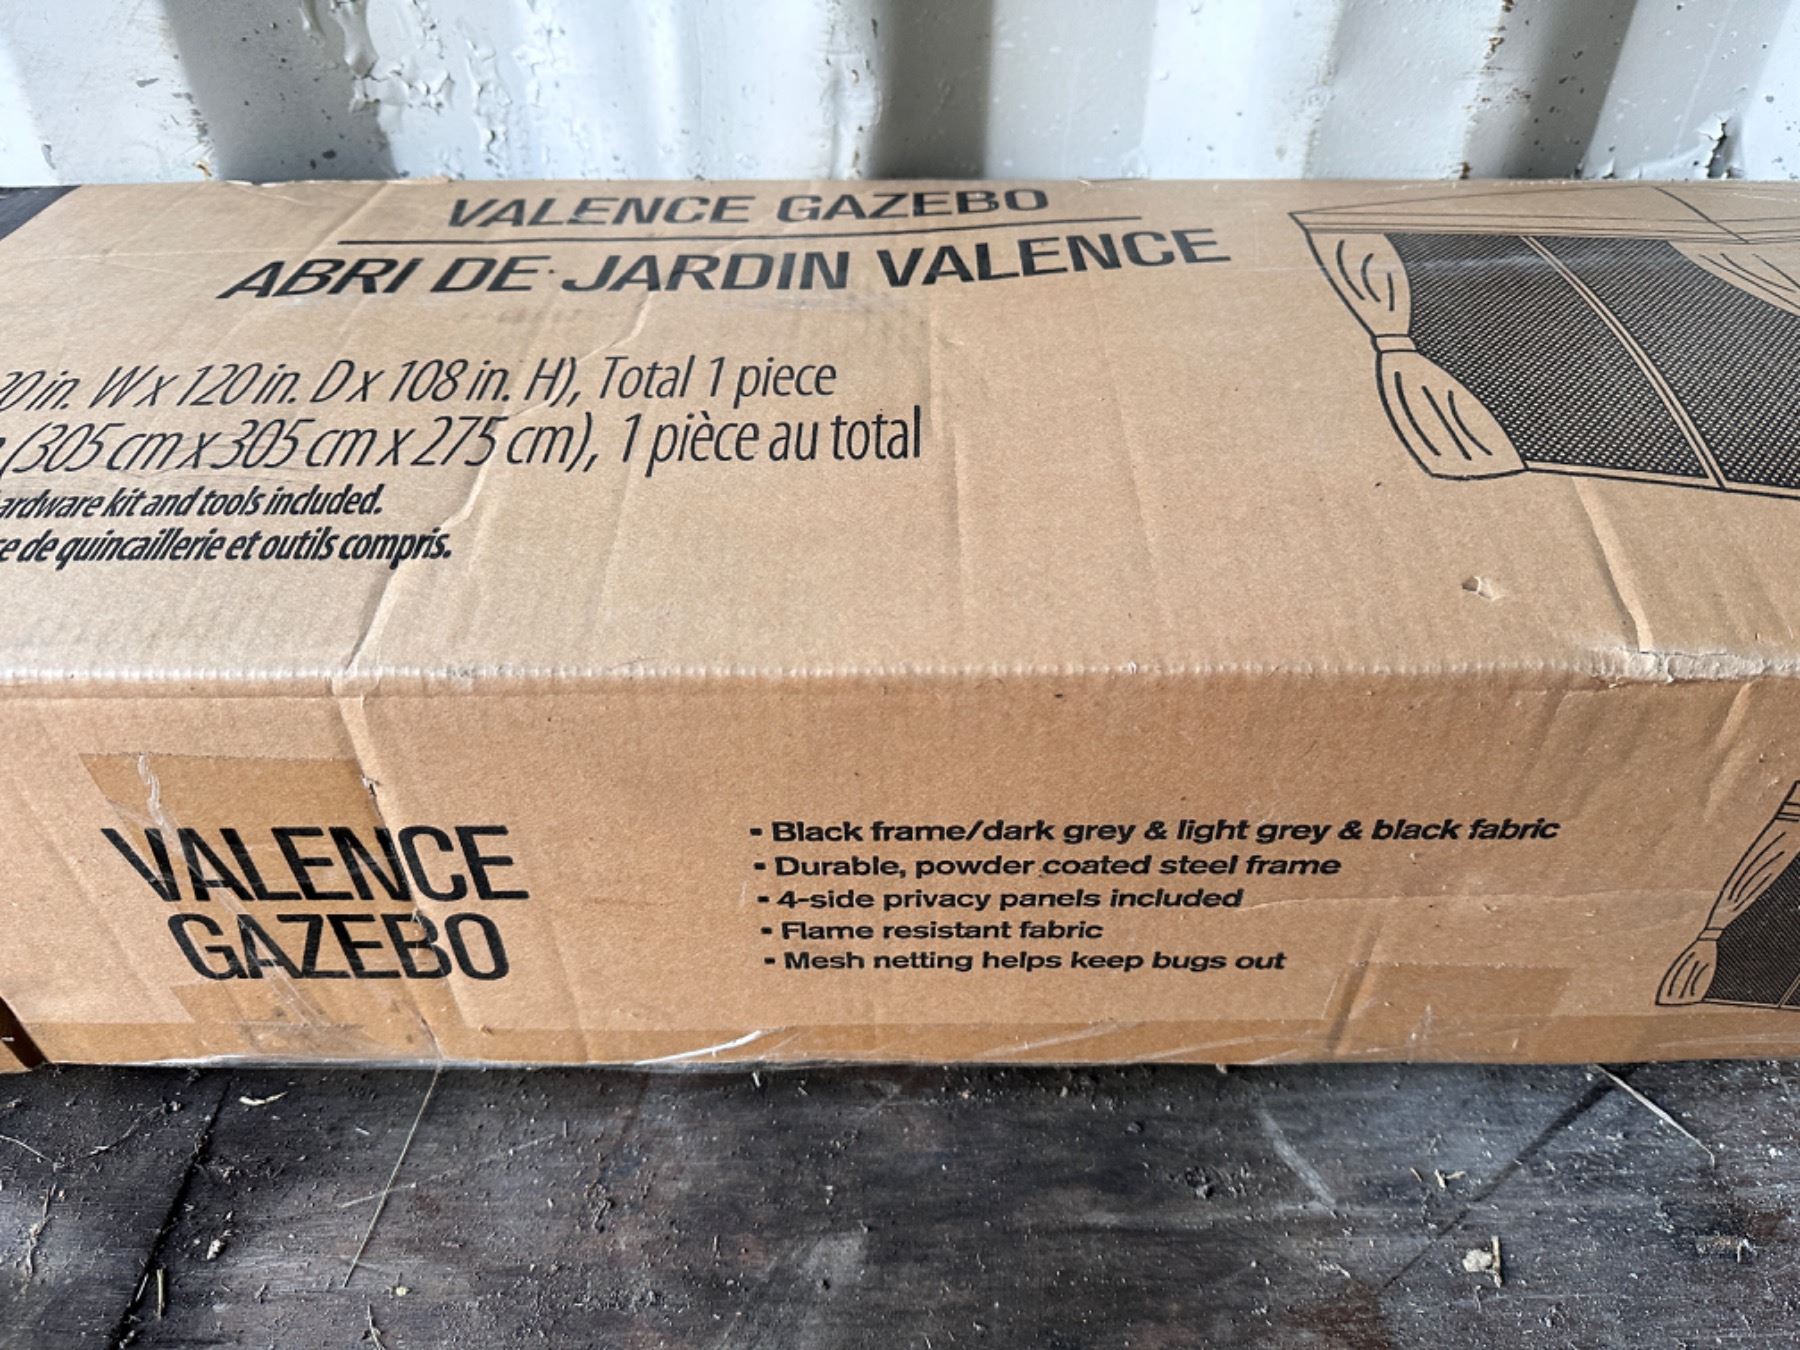 VALENCE GAZEBO
ABRI DE JARDIN VALENCE
in. W x 120 in. D x 108 in. H), Total 1 piece
(305 cm x 305 cm x 275 cm), 1 pièce au total
kit and tools included.
de quincaillerie et outils compris.
VALENCE
GAZEBO
- Black frame/dark grey & light grey & black fabric
- Durable, powder coated steel frame
- 4-side privacy panels included
- Flame resistant fabric
- Mesh netting helps keep bugs out